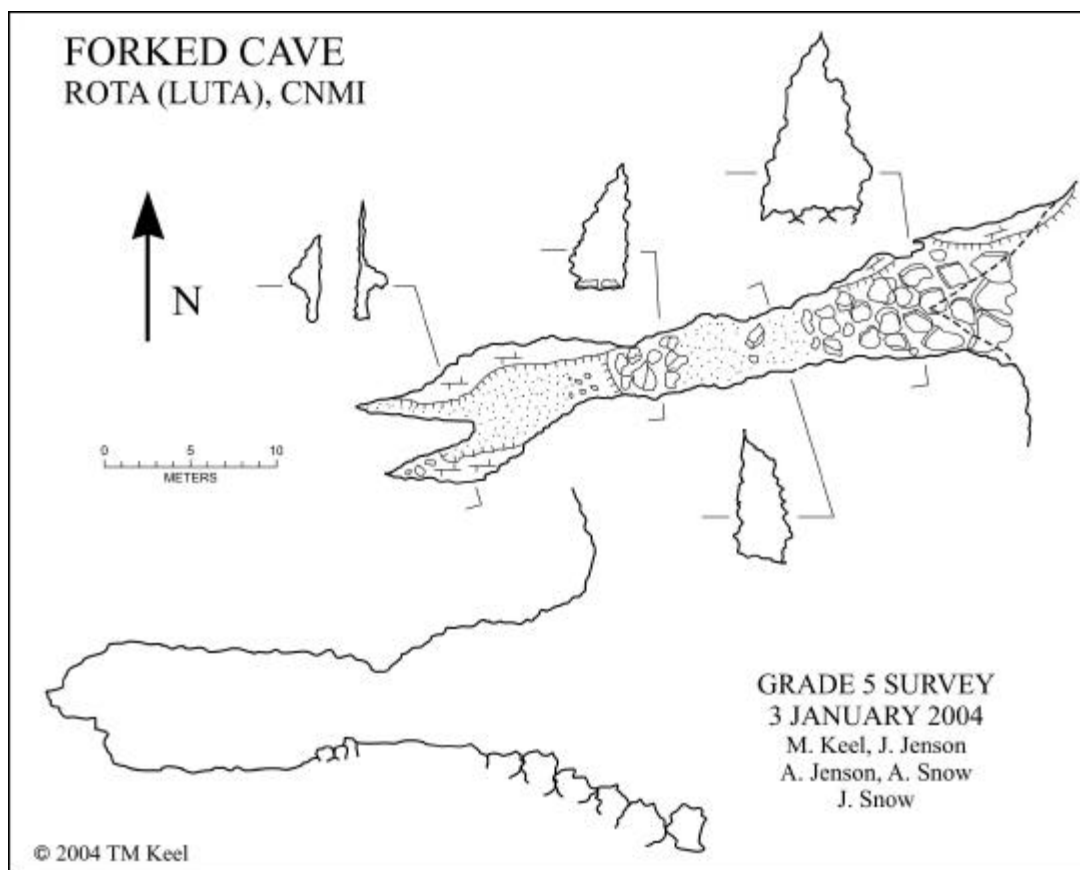 FORKED CAVE
ROTA (LUTA), CNMI
N
0 5 10
METERS
GRADE 5 SURVEY
3 JANUARY 2004
M. Keel, J. Jenson
A. Jenson, A. Snow
J. Snow
© 2004 TM Keel